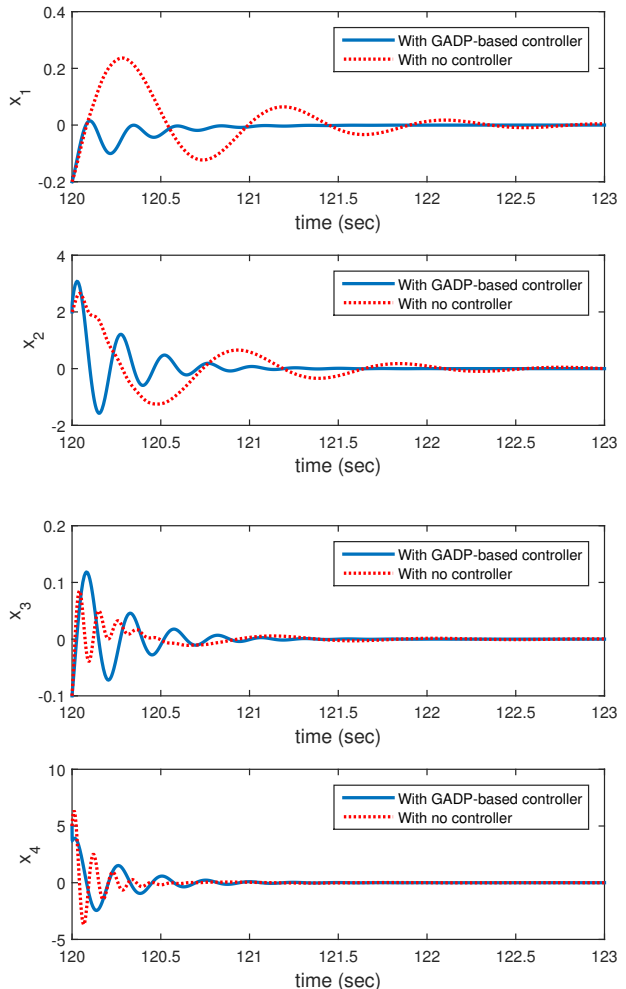 0.4
With GADP-based controller
With no controller
0.2
x1
0
-0.2
120 120.5 121 121.5 122 122.5 123
time (sec)
4
With GADP-based controller
With no controller
2
x2
0
-2
120 120.5 121 121.5 122 122.5 123
time (sec)
0.2
With GADP-based controller
With no controller
0.1
x3
0
-0.1
120 120.5 121 121.5 122 122.5 123
time (sec)
10
With GADP-based controller
With no controller
5
x4
0
-5
120 120.5 121 121.5 122 122.5 123
time (sec)